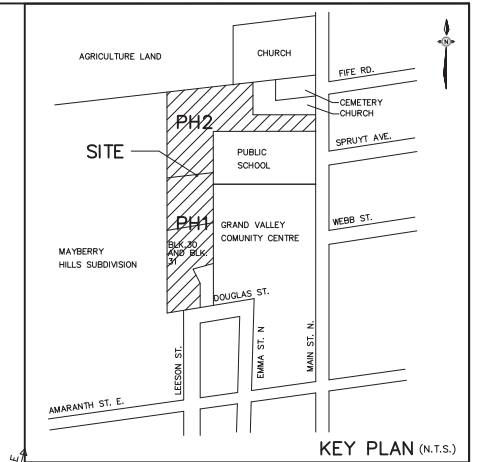 AGRICULTURE LAND
CHURCH
N
FIFE RD.
CEMETERY
CHURCH
PH2
SPRUYT AVE.
SITE
PUBLIC
SCHOOL
PH1
GRAND VALLEY
COMUNITY CENTRE
WEBB ST.
BLK.30
AND BLK.
31
MAYBERRY
HILLS SUBDIVISION
DOUGLAS ST.
LEESON ST.
EMMA ST. N
MAIN ST. N.
AMARANTH ST. E.
KEY PLAN (N.T.S.)